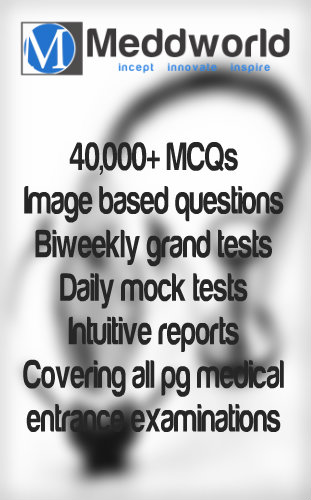 M Meddworld
incept innovate inspire
40,000+ MCQs
Image based questions
Biweekly grand tests
Daily mock tests
Intuitive reports
Covering all pg medical
entrance examinations